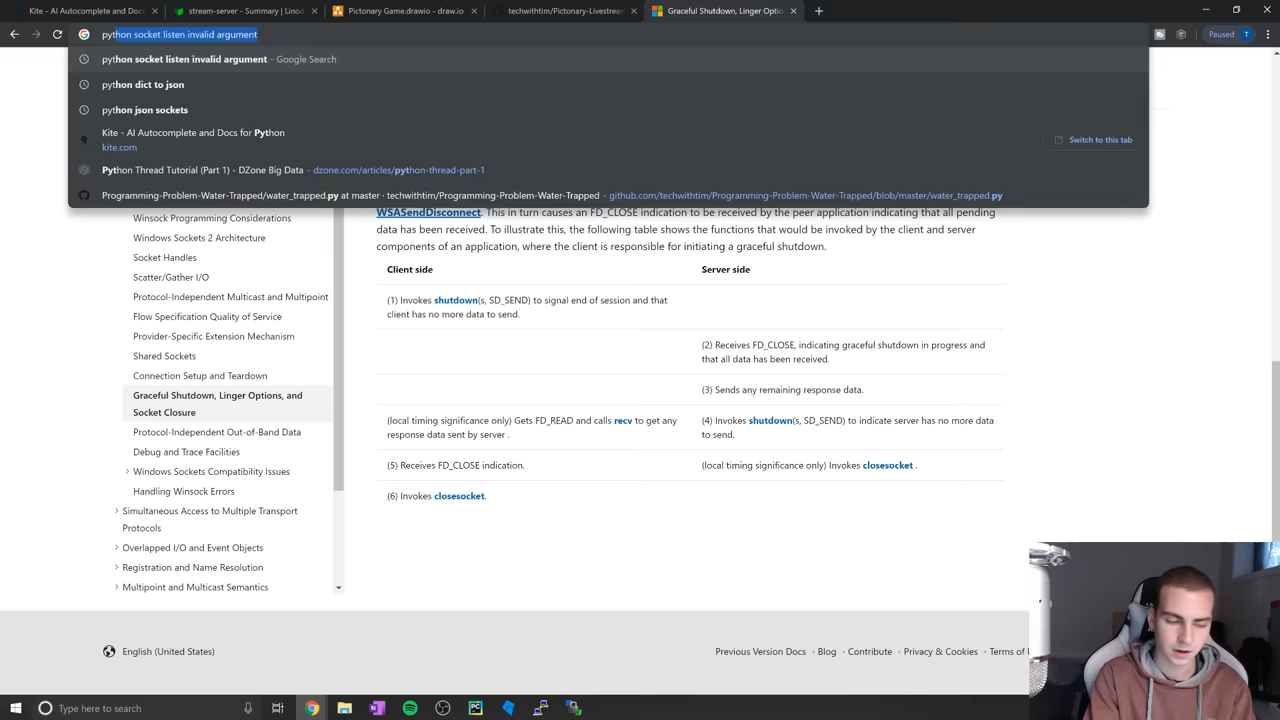 Kite - AI Autocomplete and Docs
stream-server - Summary | Linod
Pictonary Game.drawio - draw.io
techwithtim/Pictonary-Livestrea
Graceful Shutdown, Linger Optio
python socket listen invalid argument
Paused
T
python socket listen invalid argument - Google Search
python dict to json
python json sockets
Kite - AI Autocomplete and Docs for Python
kite.com
Switch to this tab
Python Thread Tutorial (Part 1) - DZone Big Data - dzone.com/articles/python-thread-part-1
Programming-Problem-Water-Trapped/water_trapped.py at master · techwithtim/Programming-Problem-Water-Trapped - github.com/techwithtim/Programming-Problem-Water-Trapped/blob/master/water_trapped.py
Winsock Programming Considerations
Windows Sockets 2 Architecture
Socket Handles
Scatter/Gather I/O
Protocol-Independent Multicast and Multipoint
Flow Specification Quality of Service
Provider-Specific Extension Mechanism
Shared Sockets
Connection Setup and Teardown
Graceful Shutdown, Linger Options, and
Socket Closure
Protocol-Independent Out-of-Band Data
Debug and Trace Facilities
Windows Sockets Compatibility Issues
Handling Winsock Errors
Simultaneous Access to Multiple Transport
Protocols
Overlapped I/O and Event Objects
Registration and Name Resolution
Multipoint and Multicast Semantics
WSASendDisconnect. This in turn causes an FD_CLOSE indication to be received by the peer application indicating that all pending
data has been received. To illustrate this, the following table shows the functions that would be invoked by the client and server
components of an application, where the client is responsible for initiating a graceful shutdown.
Client side
Server side
(1) Invokes shutdown(s, SD_SEND) to signal end of session and that
client has no more data to send.
(2) Receives FD_CLOSE, indicating graceful shutdown in progress and
that all data has been received.
(3) Sends any remaining response data.
(local timing significance only) Gets FD_READ and calls recv to get any
response data sent by server .
(4) Invokes shutdown(s, SD_SEND) to indicate server has no more data
to send.
(5) Receives FD_CLOSE indication.
(local timing significance only) Invokes closesocket .
(6) Invokes closesocket.
English (United States)
Previous Version Docs • Blog • Contribute • Privacy & Cookies • Terms of
Type here to search